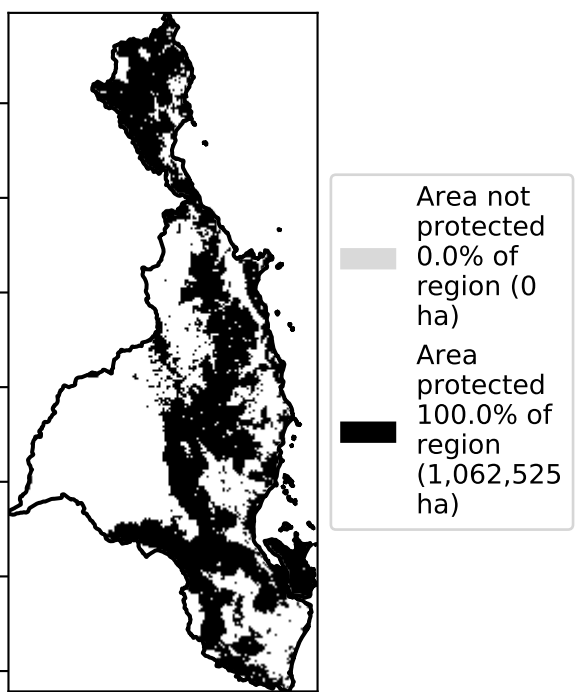 Area not
protected
0.0% of
region (0
ha)
Area
protected
100.0% of
region
(1,062,525
ha)